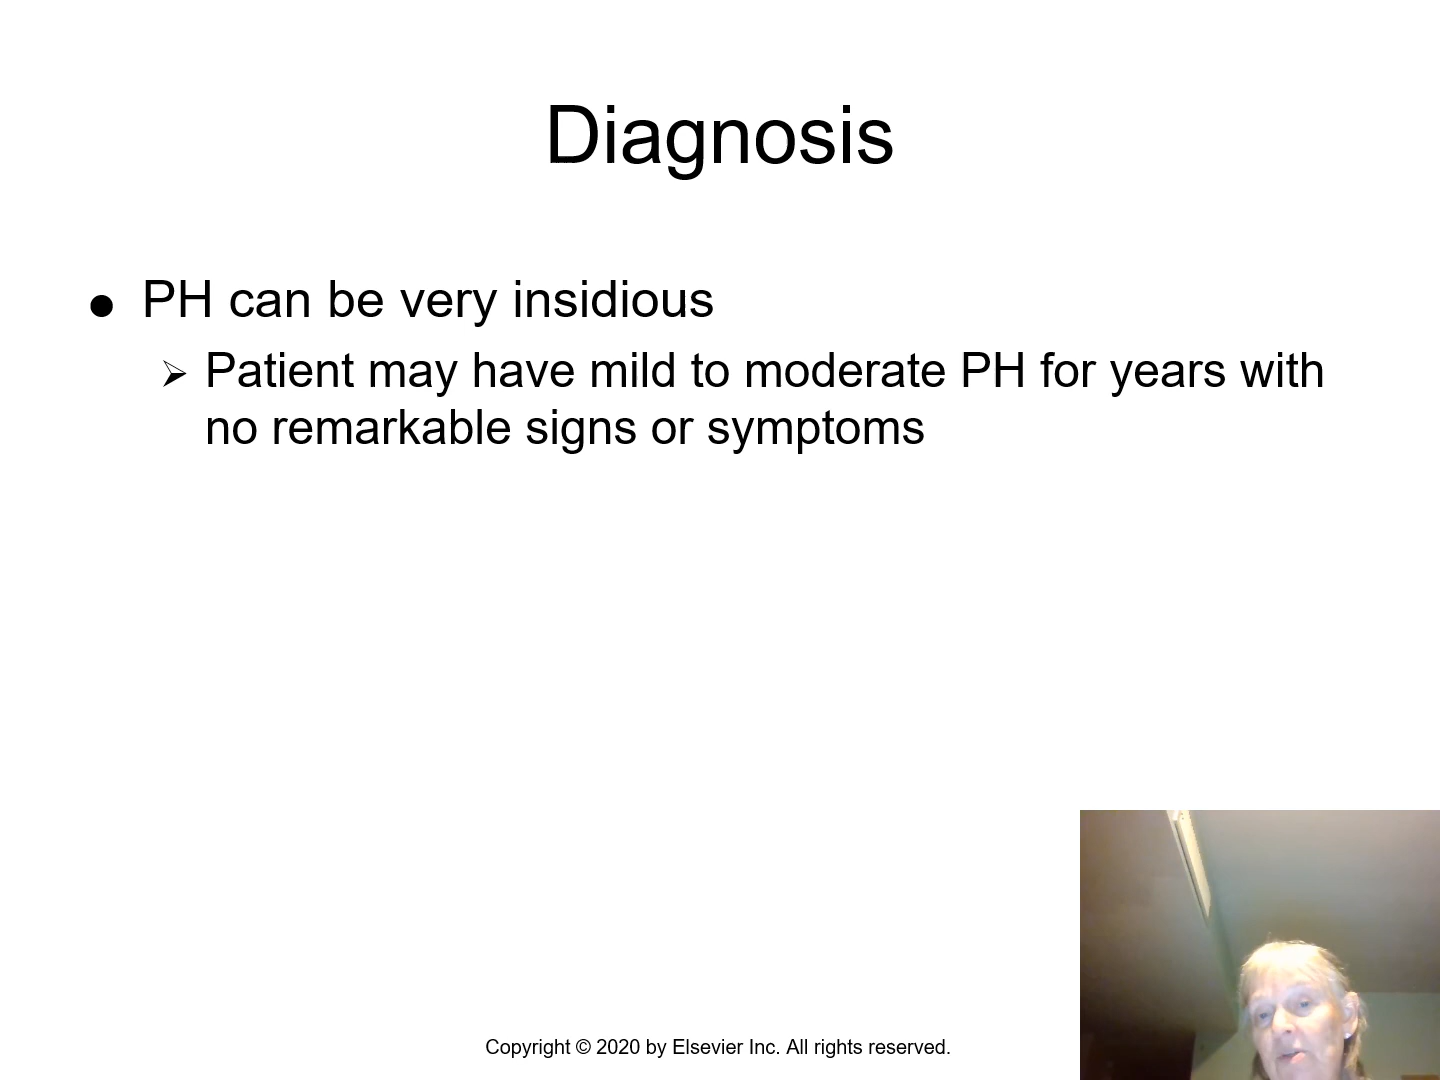 Diagnosis
● PH can be very insidious
➢ Patient may have mild to moderate PH for years with
no remarkable signs or symptoms
Copyright © 2020 by Elsevier Inc. All rights reserved.